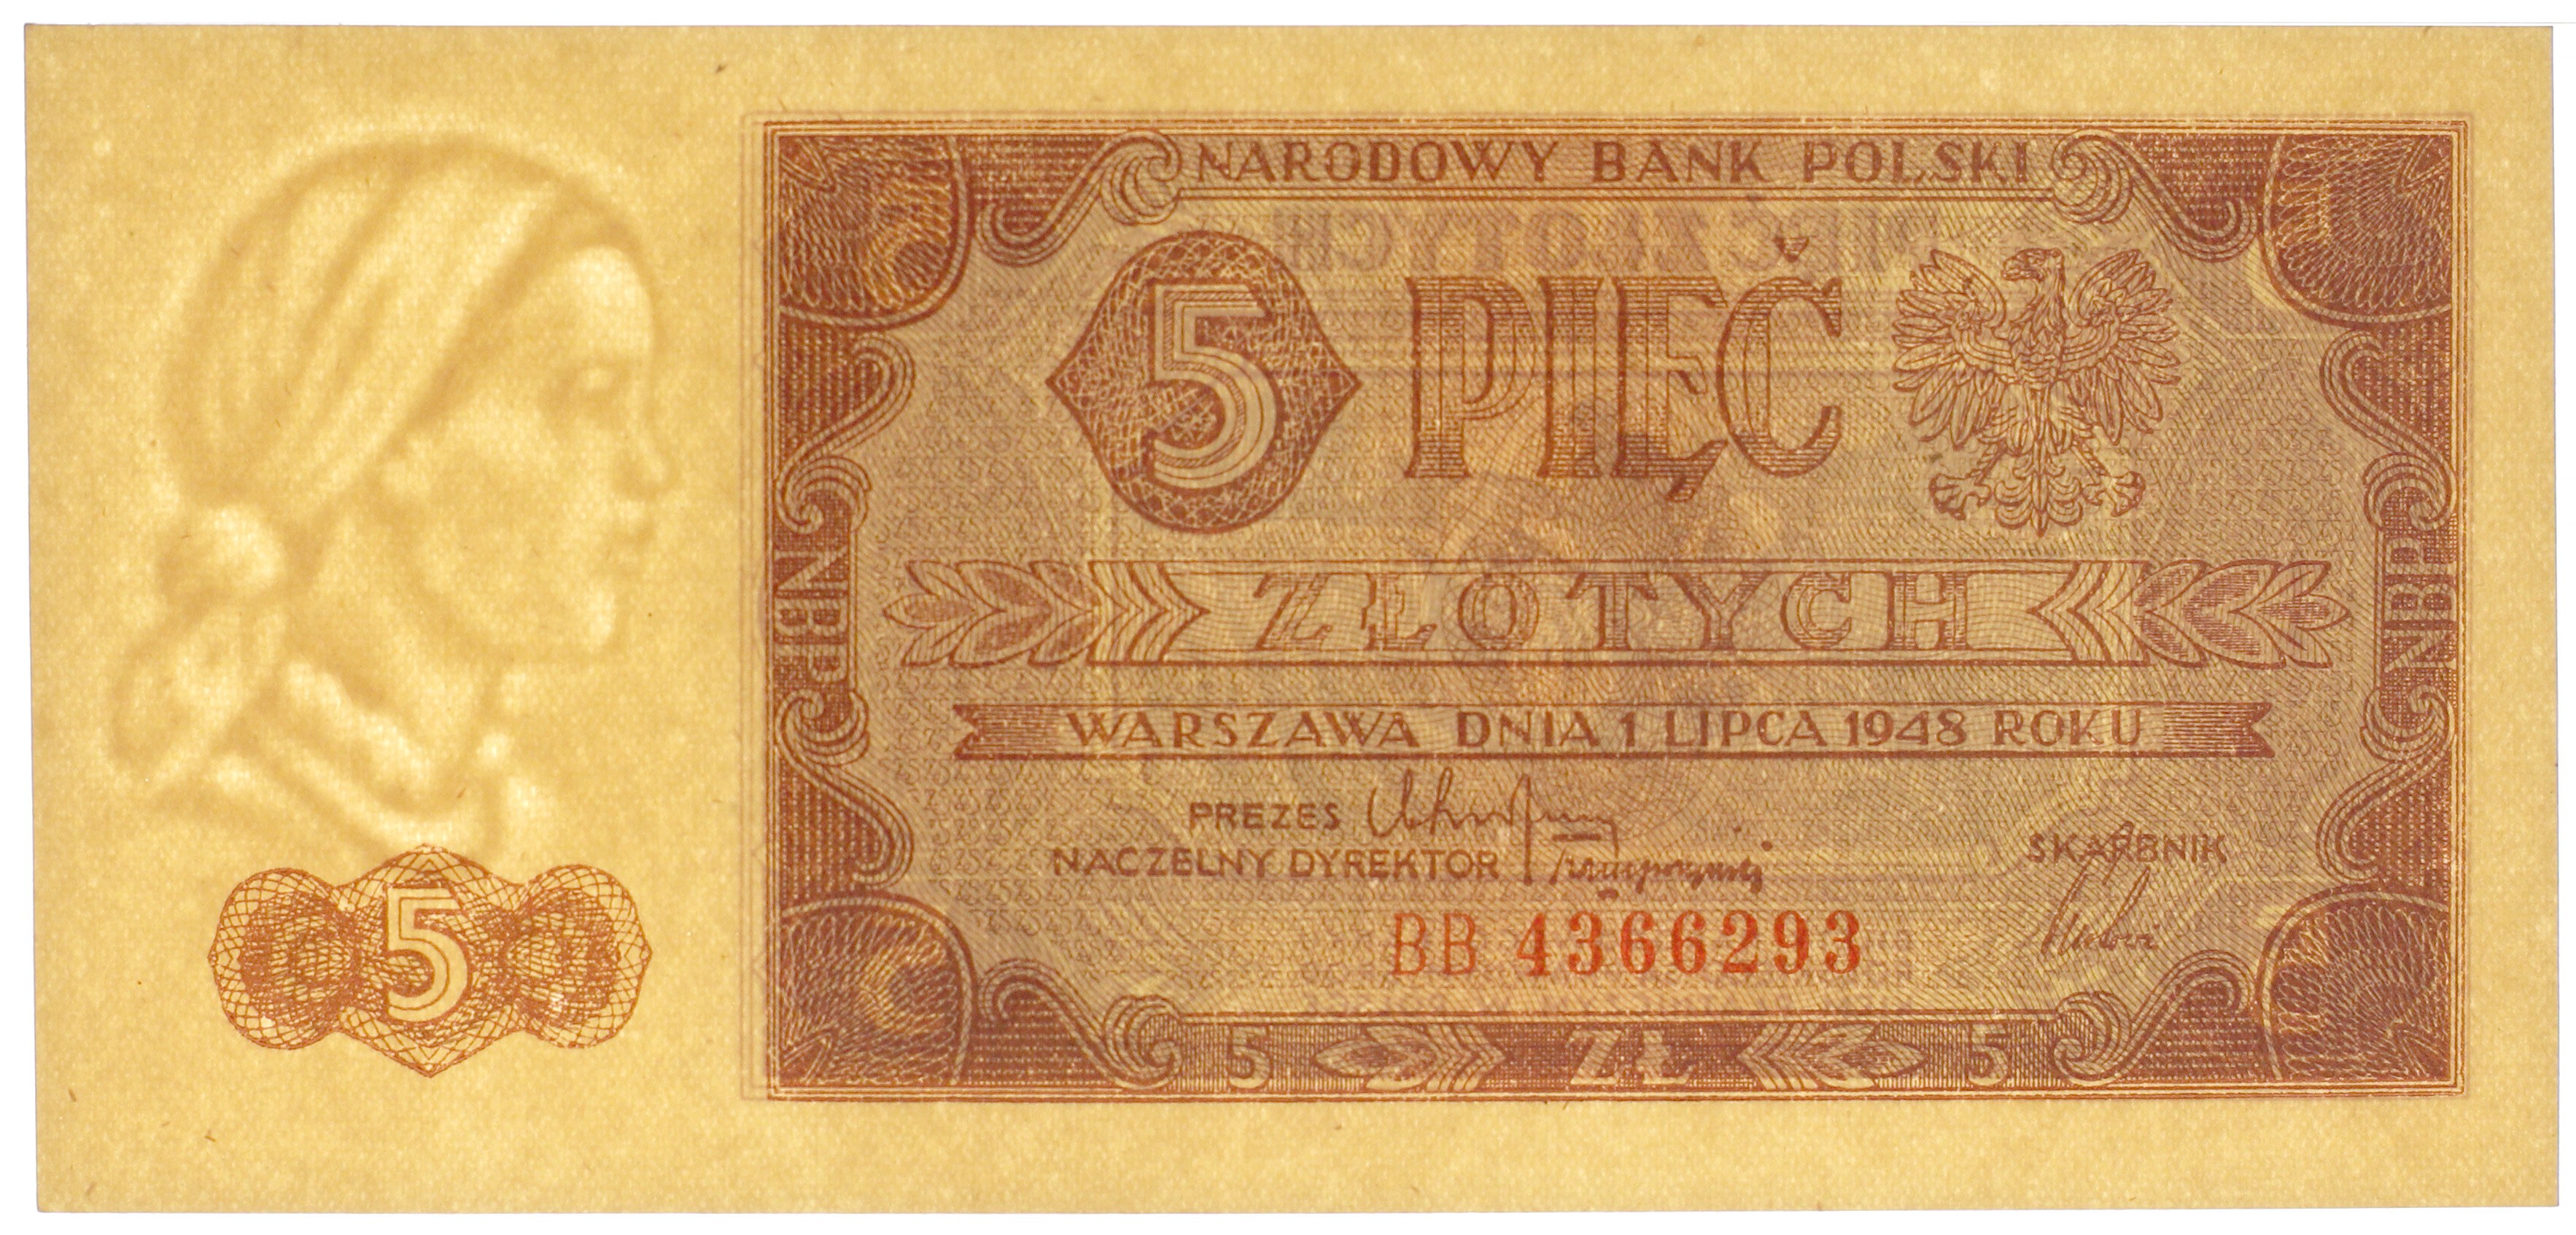 NARODOWY BANK POLSKI
5 PIĘĆ
ZŁOTYCH
NBP
NBP
WARSZAWA DNIA 1 LIPCA 1948 ROKU
PREZES
NACZELNY DYREKTOR
SKARBNIK
BB 4366293
5 ZŁ 5
5